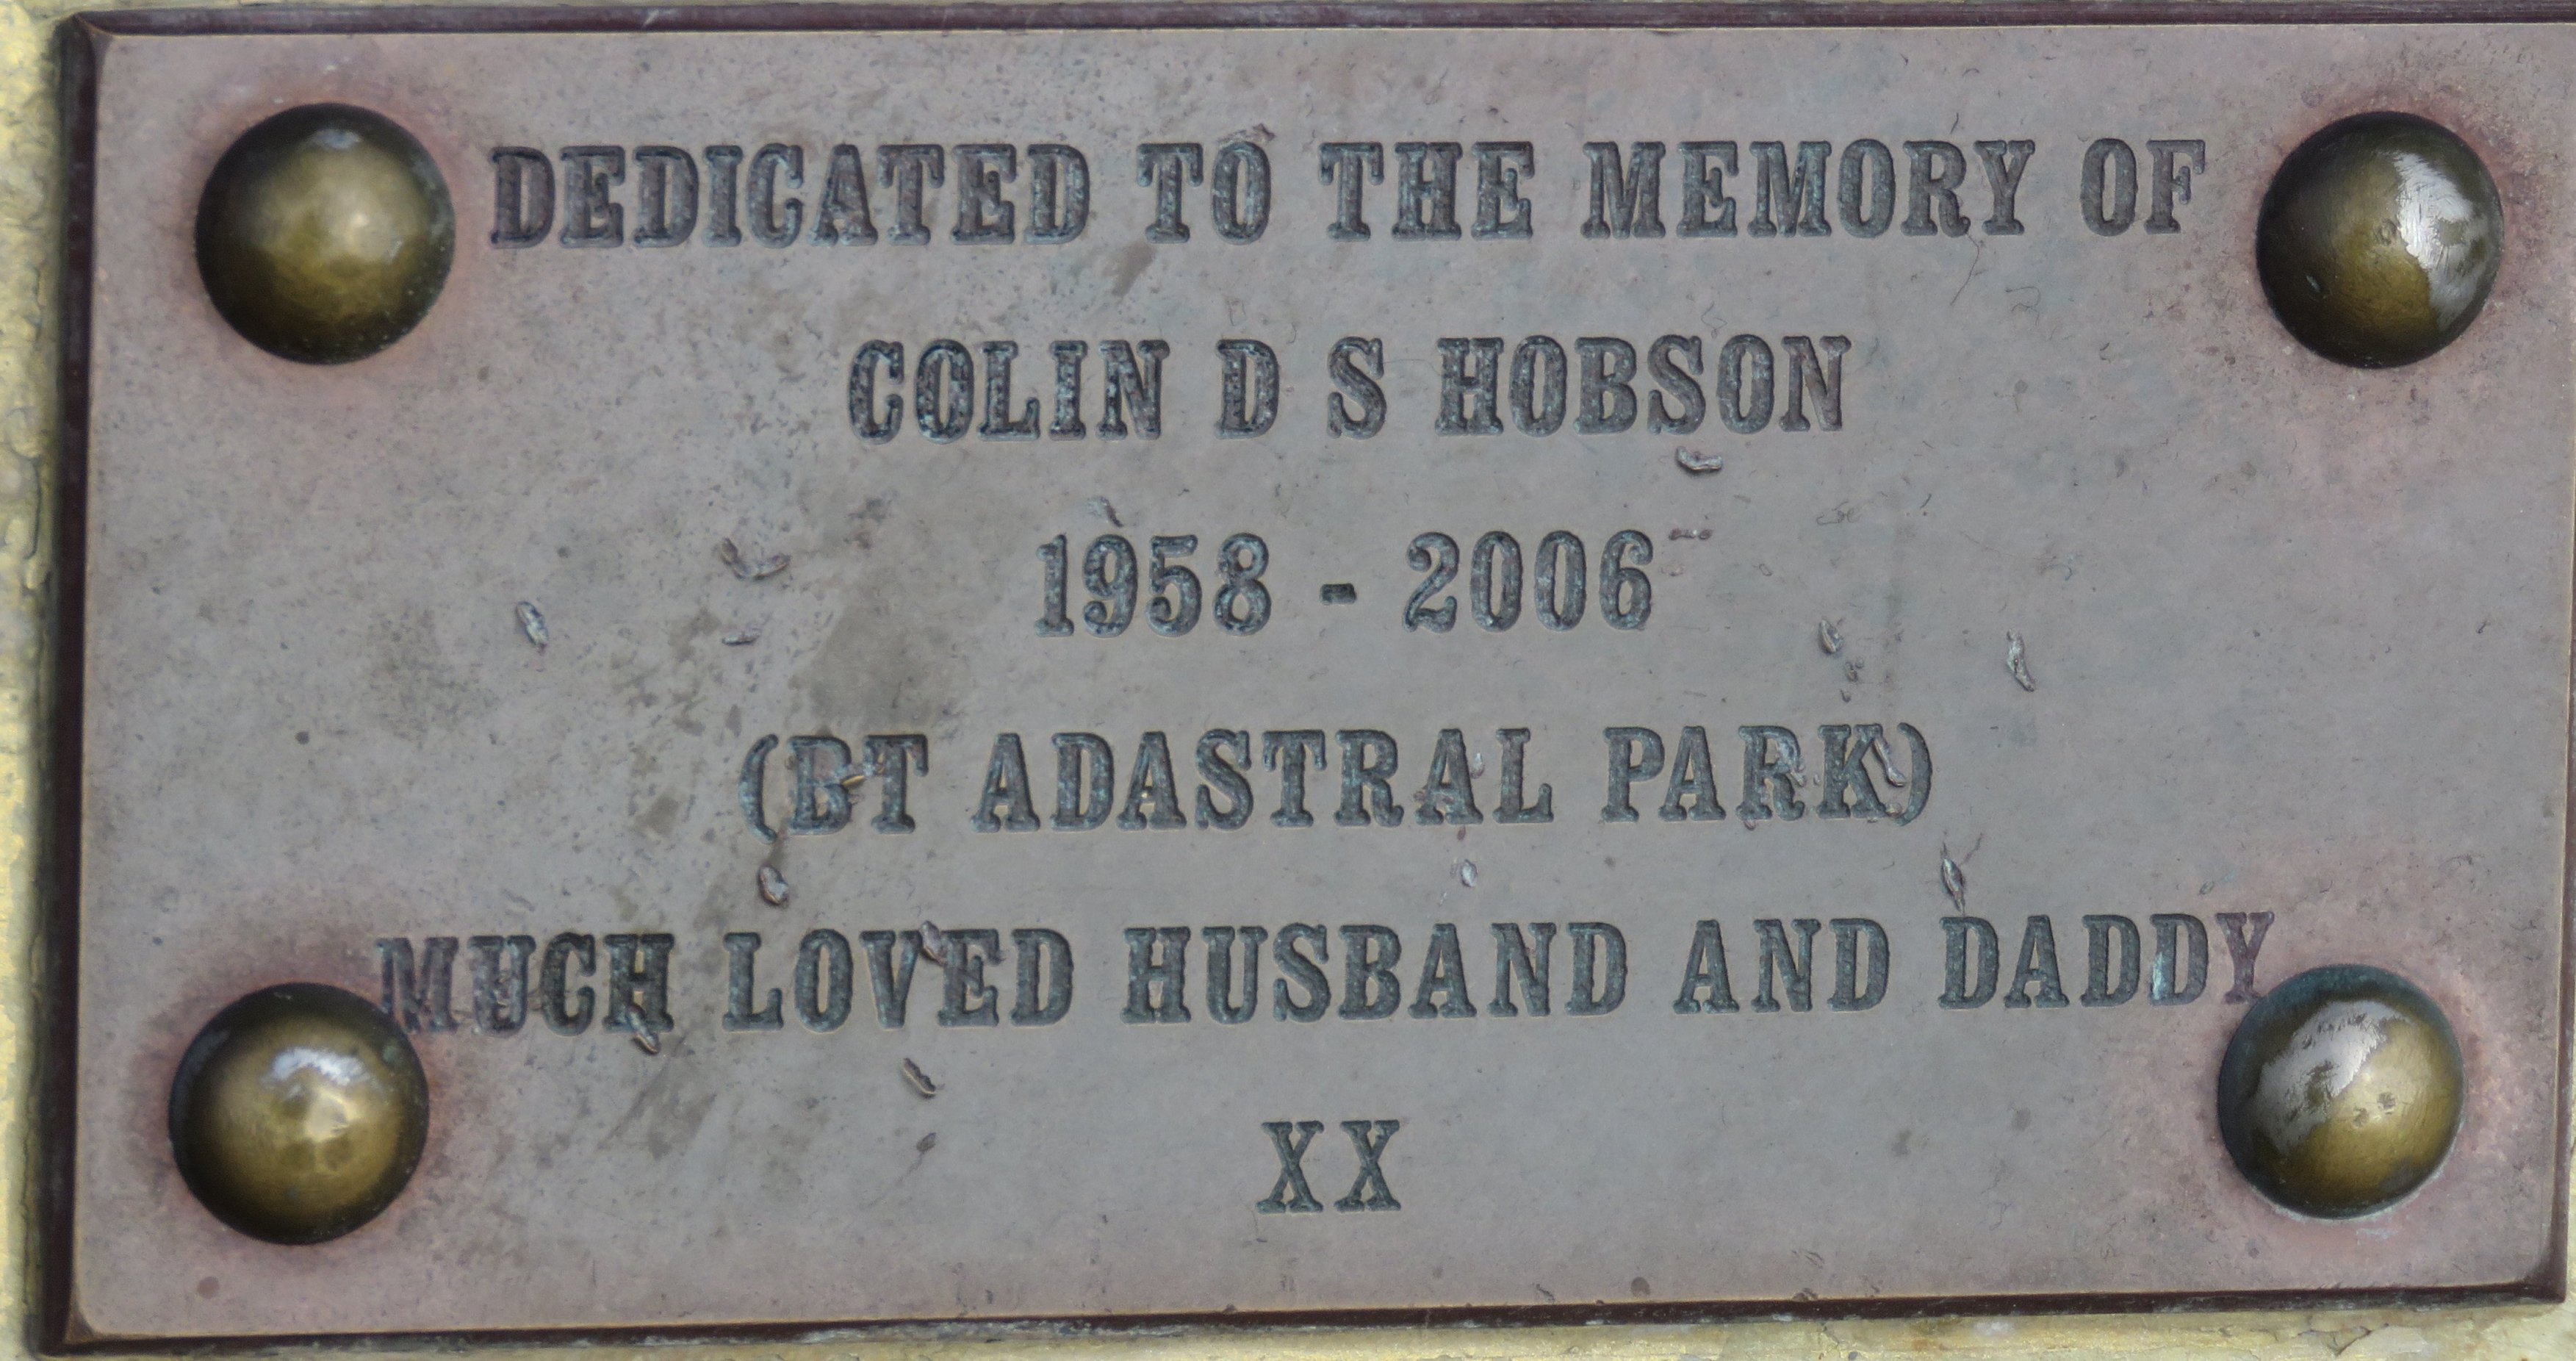 DEDICATED TO THE MEMORY OF
COLIN D S HOBSON
1958 - 2006
(BT ADASTRAL PARK)
MUCH LOVED HUSBAND AND DADDY
XX